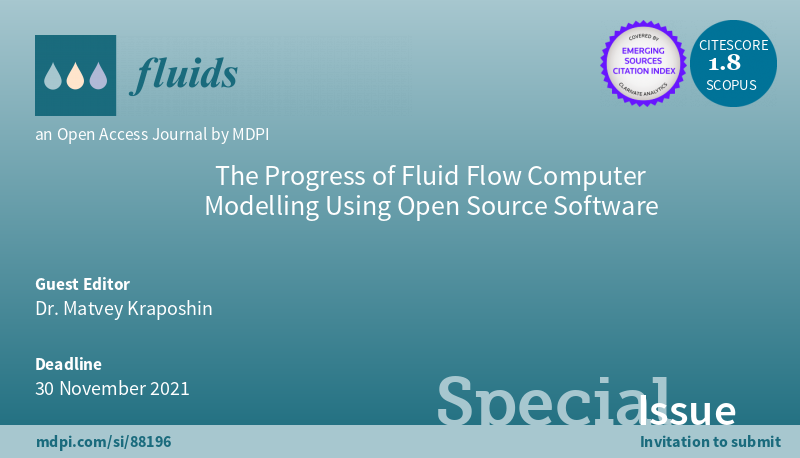 fluids
an Open Access Journal by MDPI
COVERED BY
EMERGING
SOURCES
CITATION INDEX
CLARIVATE ANALYTICS
CITESCORE
1.8
SCOPUS
The Progress of Fluid Flow Computer
Modelling Using Open Source Software
Guest Editor
Dr. Matvey Kraposhin
Deadline
30 November 2021
Special
Issue
mdpi.com/si/88196
Invitation to submit